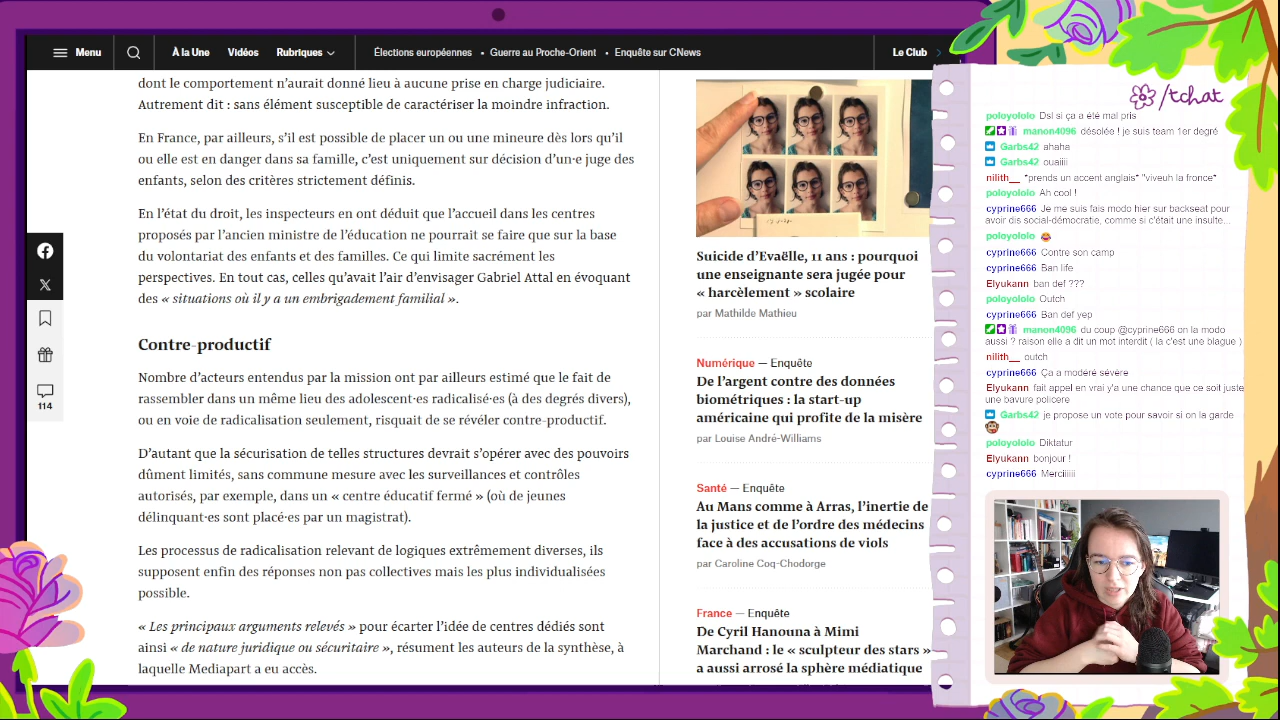 Menu
À la Une
Vidéos
Rubriques
Élections européennes
• Guerre au Proche-Orient
• Enquête sur CNews
Le Club
dont le comportement n’aurait donné lieu à aucune prise en charge judiciaire.
Autrement dit : sans élément susceptible de caractériser la moindre infraction.
En France, par ailleurs, s’il est possible de placer un ou une mineure dès lors qu’il
ou elle est en danger dans sa famille, c’est uniquement sur décision d’un·e juge des
enfants, selon des critères strictement définis.
En l’état du droit, les inspecteurs en ont déduit que l’accueil dans les centres
proposés par l’ancien ministre de l’éducation ne pourrait se faire que sur la base
du volontariat des enfants et des familles. Ce qui limite sacrément les
perspectives. En tout cas, celles qu’avait l’air d’envisager Gabriel Attal en évoquant
des « situations où il y a un embrigadement familial ».
Contre-productif
Nombre d’acteurs entendus par la mission ont par ailleurs estimé que le fait de
rassembler dans un même lieu des adolescent·es radicalisé·es (à des degrés divers),
ou en voie de radicalisation seulement, risquait de se révéler contre-productif.
D’autant que la sécurisation de telles structures devrait s’opérer avec des pouvoirs
dûment limités, sans commune mesure avec les surveillances et contrôles
autorisés, par exemple, dans un « centre éducatif fermé » (où de jeunes
délinquant·es sont placé·es par un magistrat).
Les processus de radicalisation relevant de logiques extrêmement diverses, ils
supposent enfin des réponses non pas collectives mais les plus individualisées
possible.
« Les principaux arguments relevés » pour écarter l’idée de centres dédiés sont
ainsi « de nature juridique ou sécuritaire », résument les auteurs de la synthèse, à
laquelle Mediapart a eu accès.
114
Suicide d’Evaëlle, 11 ans : pourquoi
une enseignante sera jugée pour
« harcèlement » scolaire
par Mathilde Mathieu
Numérique — Enquête
De l’argent contre des données
biométriques : la start-up
américaine qui profite de la misère
par Louise André-Williams
Santé — Enquête
Au Mans comme à Arras, l’inertie de
la justice et de l’ordre des médecins
face à des accusations de viols
par Caroline Coq-Chodorge
France — Enquête
De Cyril Hanouna à Mimi
Marchand : le « sculpteur des stars »
a aussi arrosé la sphère médiatique
/tchat
poloyololo Dsl si ça a été mal pris
manon4096 désolée ! je suis team 1er degré
Garbs42 ahaha
Garbs42 ouaiiii
nilith__ *prends un accent anglais* "viveuh la fronce"
poloyololo Ah cool !
cyprine666 Je me suis fais modo hier sur backseat pour
avoir dis social-démocratie, comme si c'était une insulte...
poloyololo
cyprine666 Contre son camp
cyprine666 Ban life
Elyukann ban def ???
poloyololo Outch
cyprine666 Ban def yep
manon4096 du coup @cyprine666 on la modo
aussi ? raison elle a dit un mot interdit ( la c'est une blague )
nilith__ outch
cyprine666 Ça a modéré sévère
Elyukann fait appel en vrai y'a une chance que ce soit juste
une bavure policere
Garbs42 je propose un vote pour savoir si on la garde
poloyololo Diktatur
Elyukann bonjour !
cyprine666 Merciiiiii